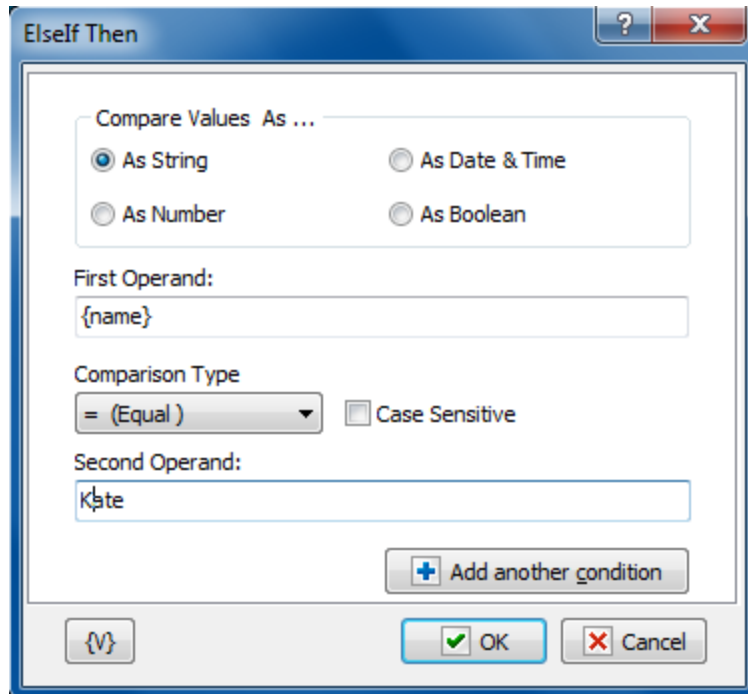 ElseIf Then
?
X
Compare Values As ...
As String
As Date & Time
As Number
As Boolean
First Operand:
{name}
Comparison Type
= (Equal )
Case Sensitive
Second Operand:
Kate
Add another condition
{V}
OK
Cancel